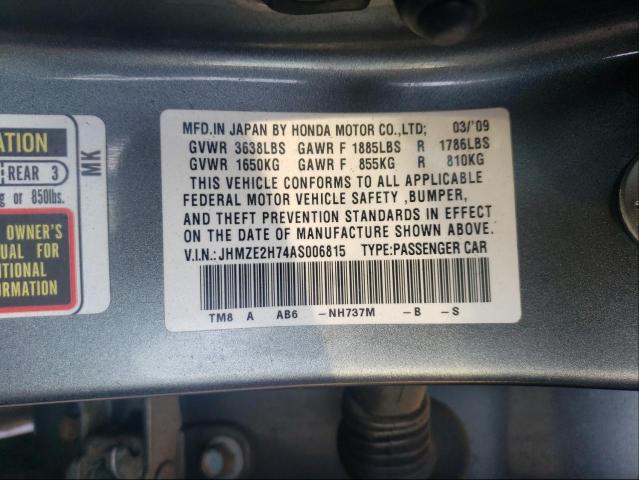 ATION
REAR 3
g or 850lbs.
OWNER'S
UAL FOR
ITIONAL
FORMATION
MK
MFD.IN JAPAN BY HONDA MOTOR CO.,LTD; 03/'09
GVWR 3638LBS GAWR F 1885LBS R 1786LBS
GVWR 1650KG GAWR F 855KG R 810KG
THIS VEHICLE CONFORMS TO ALL APPLICABLE
FEDERAL MOTOR VEHICLE SAFETY ,BUMPER,
AND THEFT PREVENTION STANDARDS IN EFFECT
ON THE DATE OF MANUFACTURE SHOWN ABOVE.
V.I.N.: JHMZE2H74AS006815 TYPE:PASSENGER CAR
TM8 A AB6 -NH737M -B -S